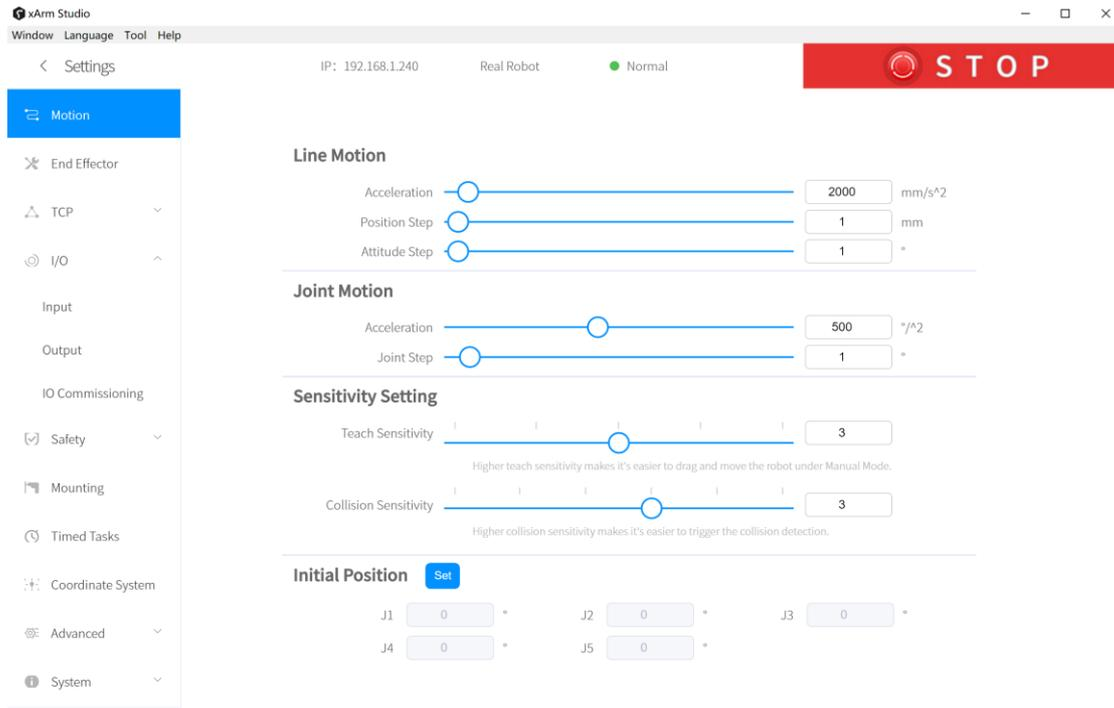 xArm Studio
Window Language Tool Help
Settings IP: 192.168.1.240 Real Robot Normal STOP
Motion
End Effector
TCP
I/O
Input
Output
IO Commissioning
Safety
Mounting
Timed Tasks
Coordinate System
Advanced
System
Line Motion
Acceleration 2000 mm/s^2
Position Step 1 mm
Attitude Step 1 °
Joint Motion
Acceleration 500 °/^2
Joint Step 1 °
Sensitivity Setting
Teach Sensitivity 3
Higher teach sensitivity makes it's easier to drag and move the robot under Manual Mode.
Collision Sensitivity 3
Higher collision sensitivity makes it's easier to trigger the collision detection.
Initial Position Set
J1 0 ° J2 0 ° J3 0 °
J4 0 ° J5 0 °